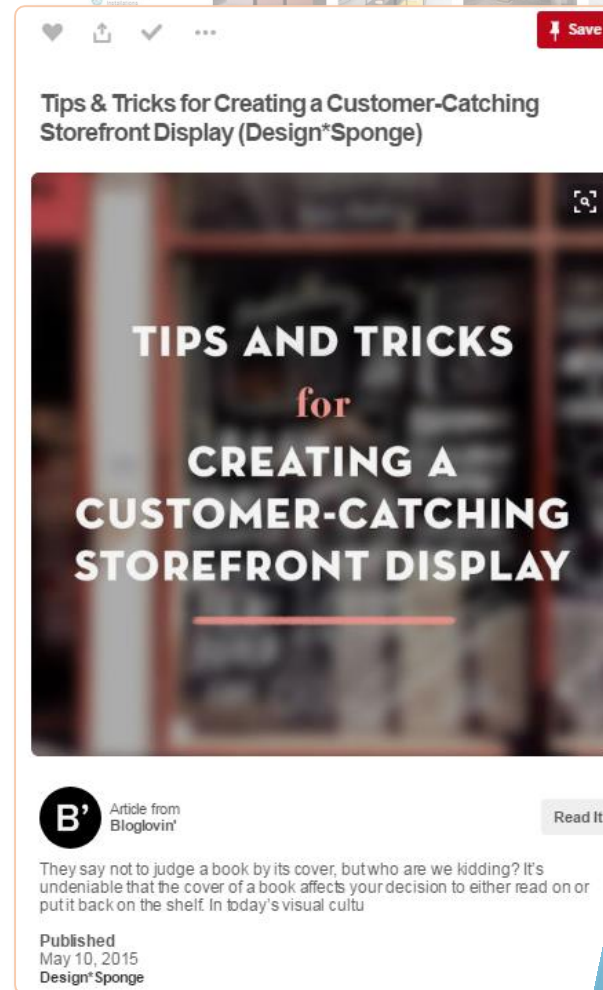 Save
Tips & Tricks for Creating a Customer-Catching
Storefront Display (Design*Sponge)
TIPS AND TRICKS
for
CREATING A
CUSTOMER-CATCHING
STOREFRONT DISPLAY
B’
Article from
Bloglovin'
Read It
They say not to judge a book by its cover, but who are we kidding? It's
undeniable that the cover of a book affects your decision to either read on or
put it back on the shelf. In today's visual cultu
Published
May 10, 2015
Design*Sponge